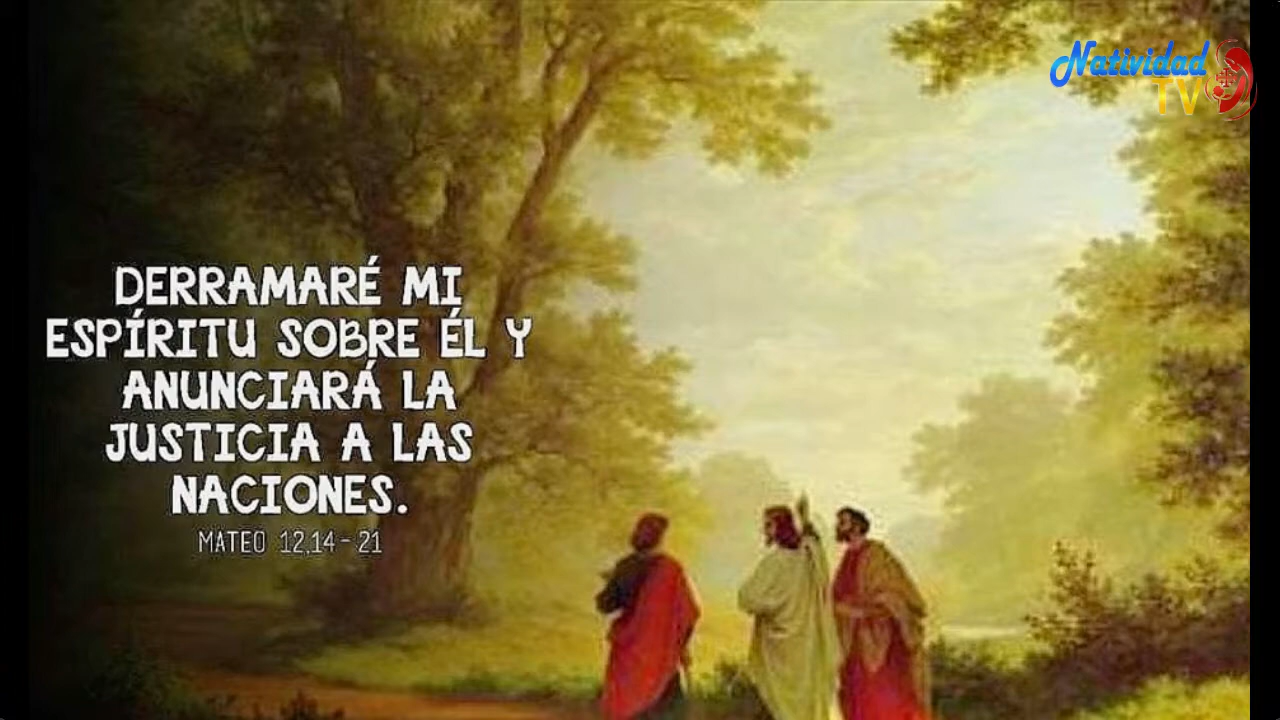 Natividad
TV
DERRAMARÉ MI
ESPÍRITU SOBRE ÉL Y
ANUNCIARÁ LA
JUSTICIA A LAS
NACIONES.
MATEO 12,14-21